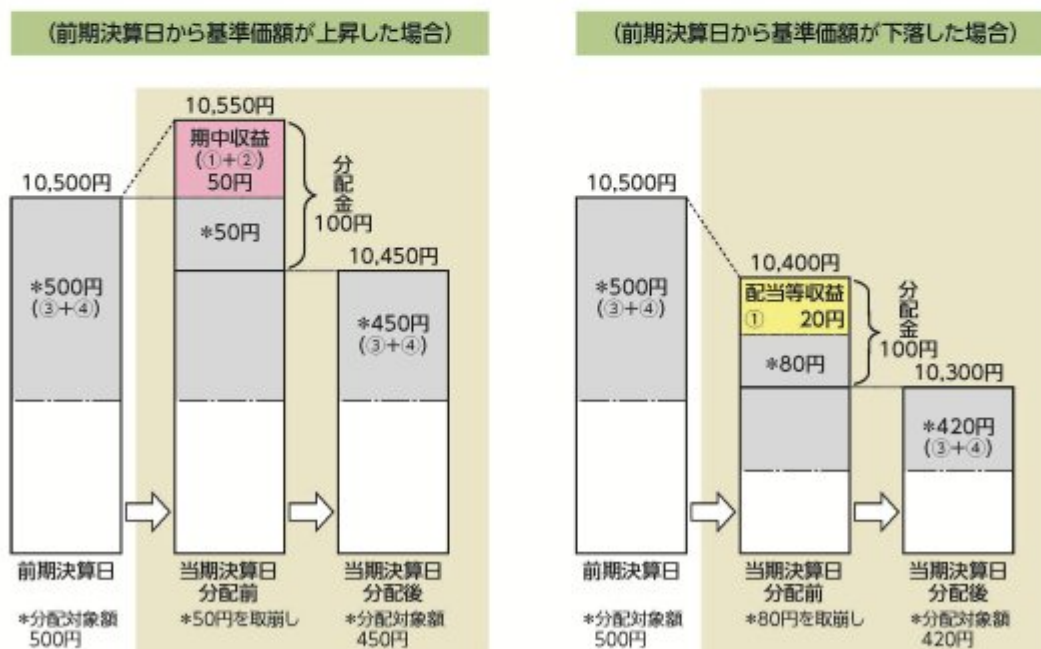 (前期決算日から基準価額が上昇した場合)
10,550円
期中収益
(①+②)
50円
10,500円
*50円
分配金
100円
10,450円
*500円
(③+④)
*450円
(③+④)
前期決算日
当期決算日
分配前
当期決算日
分配後
*分配対象額
500円
*50円を取崩し
*分配対象額
450円
(前期決算日から基準価額が下落した場合)
10,500円
10,400円
配当等収益
① 20円
*80円
分配金
100円
10,300円
*500円
(③+④)
*420円
(③+④)
前期決算日
当期決算日
分配前
当期決算日
分配後
*分配対象額
500円
*80円を取崩し
*分配対象額
420円